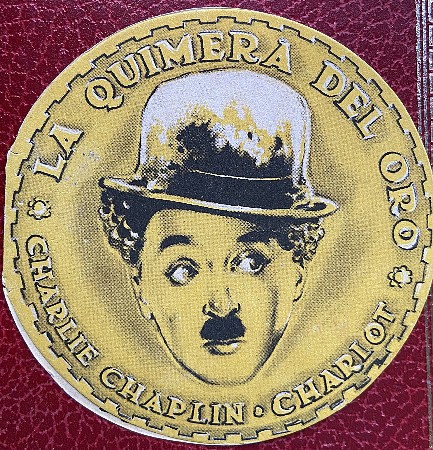 LA QUIMERA DEL ORO
CHARLIE CHAPLIN · CHARLOT